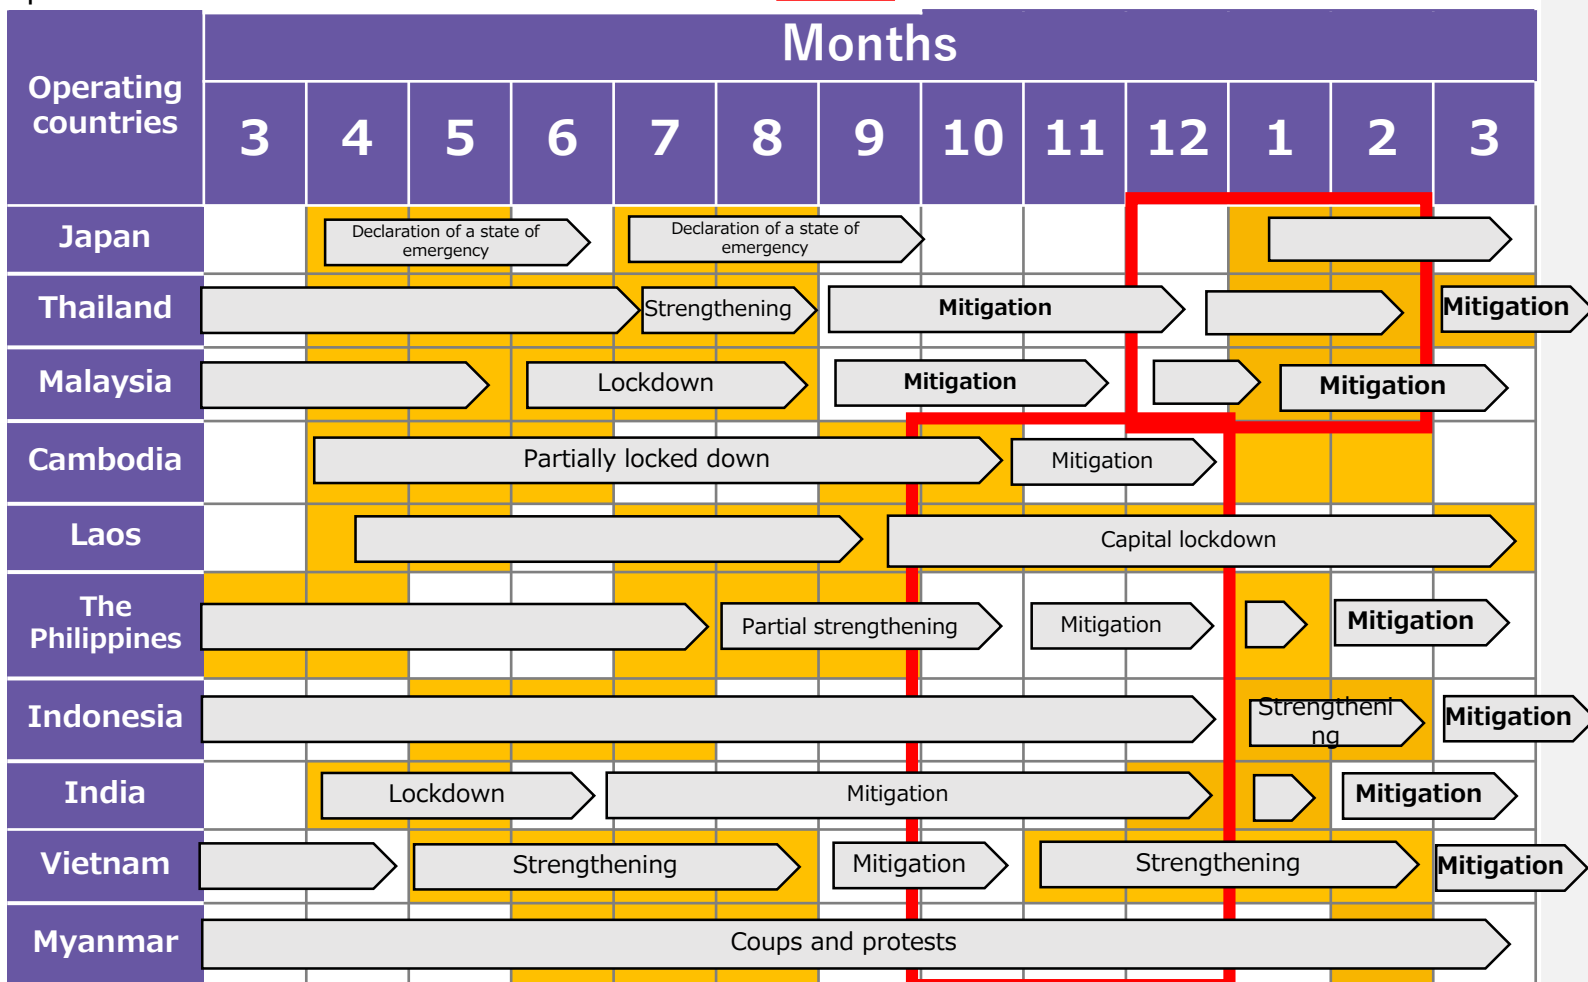 Months
Operating
countries
3 4 5 6 7 8 9 10 11 12 1 2 3
Japan
Declaration of a state of
emergency
Declaration of a state of
emergency
Thailand
Strengthening
Mitigation
Mitigation
Malaysia
Lockdown
Mitigation
Mitigation
Cambodia
Partially locked down
Mitigation
Laos
Capital lockdown
The
Philippines
Partial strengthening
Mitigation
Mitigation
Indonesia
Strengtheni
ng
Mitigation
India
Lockdown
Mitigation
Mitigation
Vietnam
Strengthening
Mitigation
Strengthening
Mitigation
Myanmar
Coups and protests